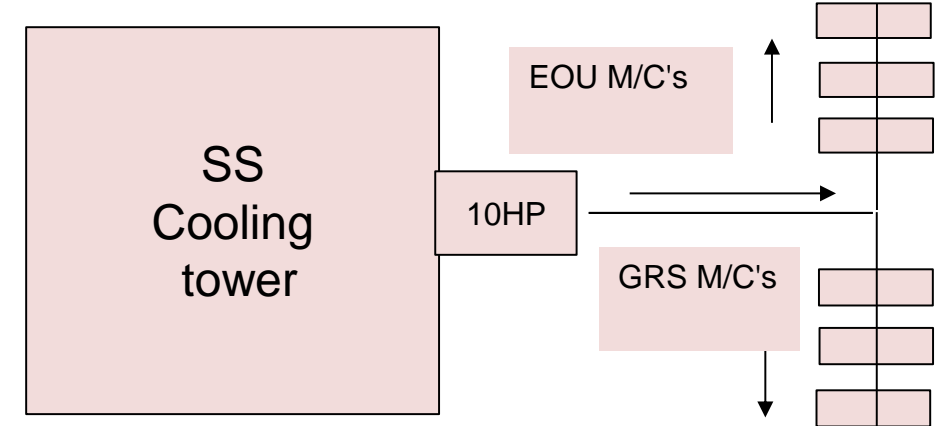 SS
Cooling
tower
10HP
EOU M/C's
GRS M/C's